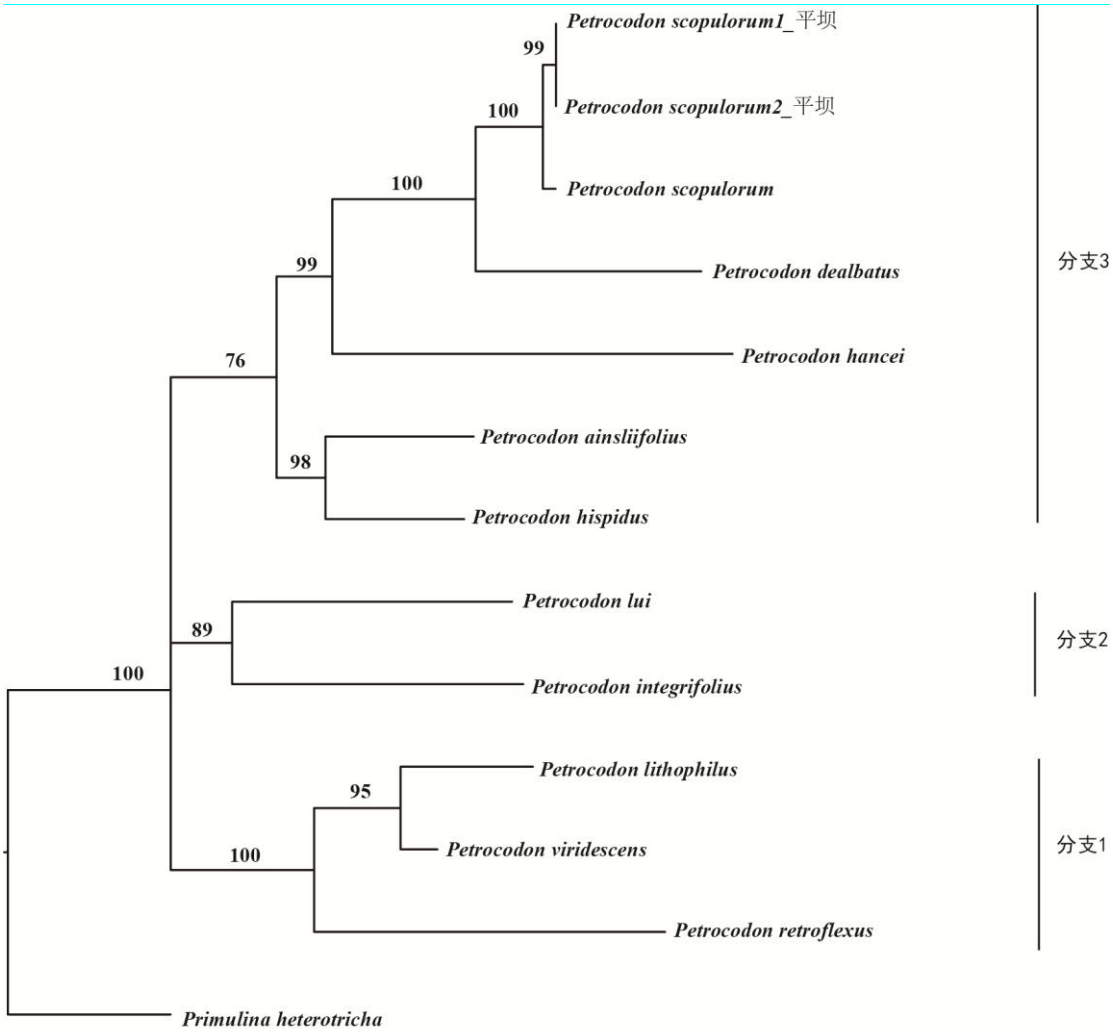 Petrocodon scopulorum1_平坝
99
Petrocodon scopulorum2_平坝
100
Petrocodon scopulorum
100
分支3
99
Petrocodon dealbatus
Petrocodon hancei
76
Petrocodon ainsliifolius
98
Petrocodon hispidus
Petrocodon lui
89
分支2
100
Petrocodon integrifolius
Petrocodon lithophilus
95
分支1
Petrocodon viridescens
100
Petrocodon retroflexus
Primulina heterotricha